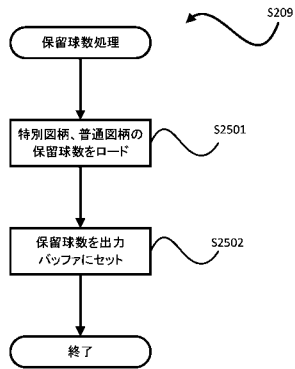 保留球数処理
S209
特別図柄、普通図柄の
保留球数をロード
S2501
保留球数を出力
バッファにセット
S2502
終了